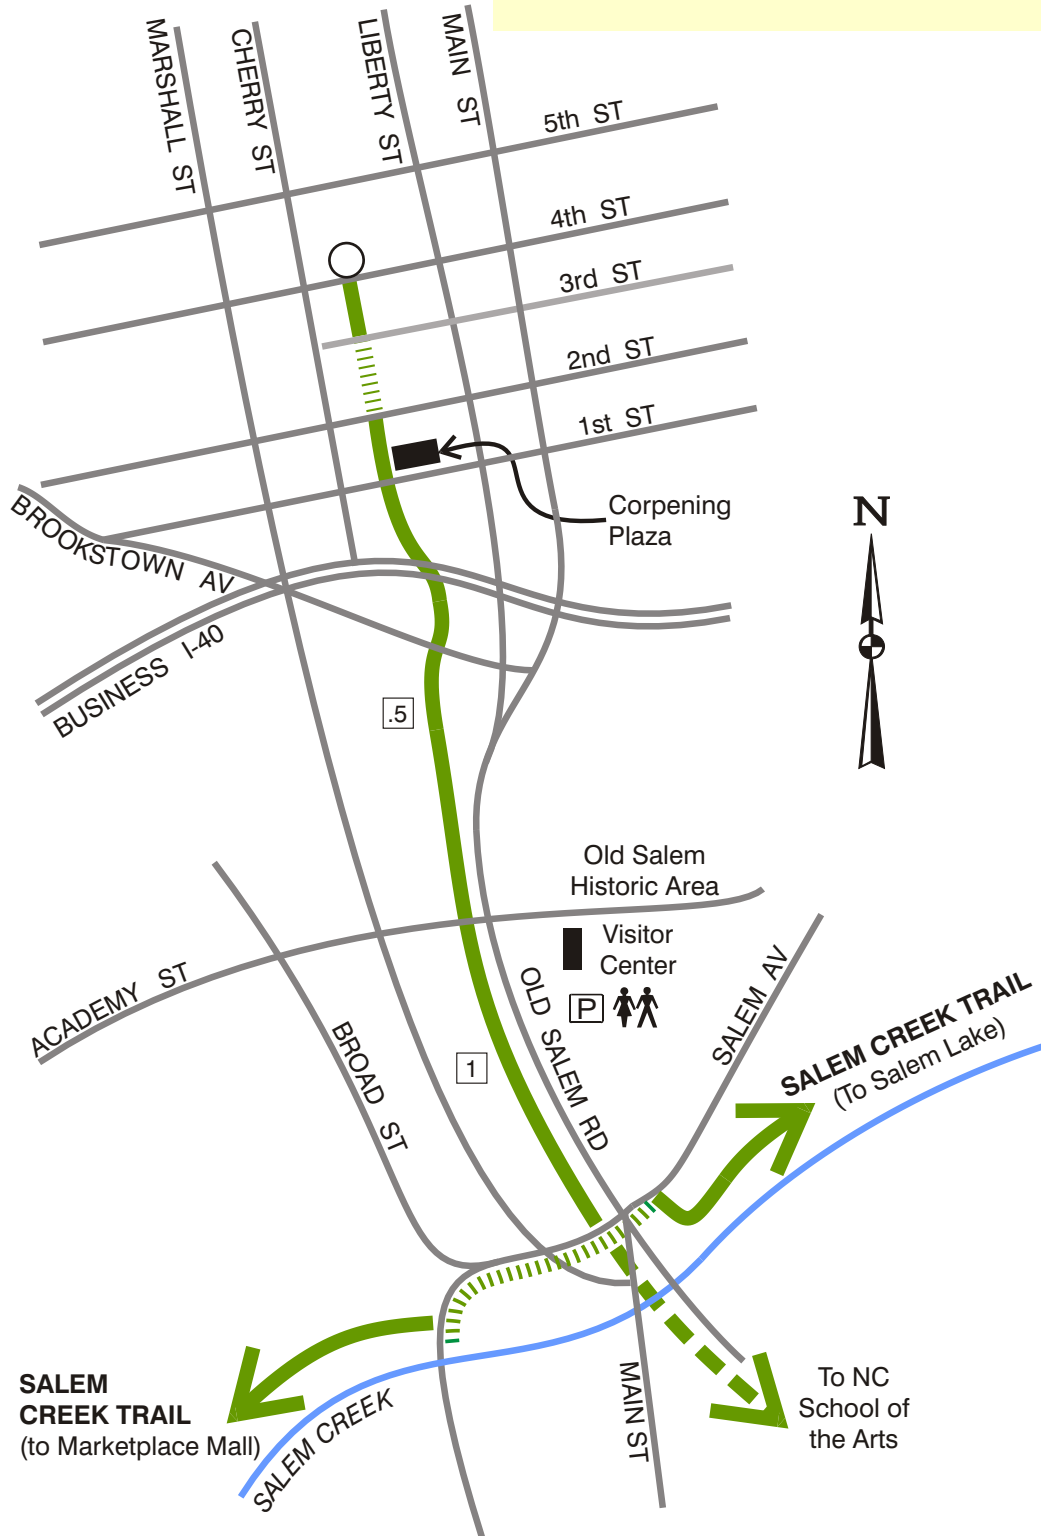 MARSHALL ST
CHERRY ST
LIBERTY ST
MAIN ST
5th ST
4th ST
3rd ST
2nd ST
1st ST
Corpening
Plaza
N
BROOKSTOWN AV
BUSINESS I-40
.5
Old Salem
Historic Area
Visitor
Center
P
ACADEMY ST
BROAD ST
1
OLD SALEM RD
SALEM AV
SALEM CREEK TRAIL
(To Salem Lake)
SALEM
CREEK TRAIL
(to Marketplace Mall)
SALEM CREEK
MAIN ST
To NC
School of
the Arts